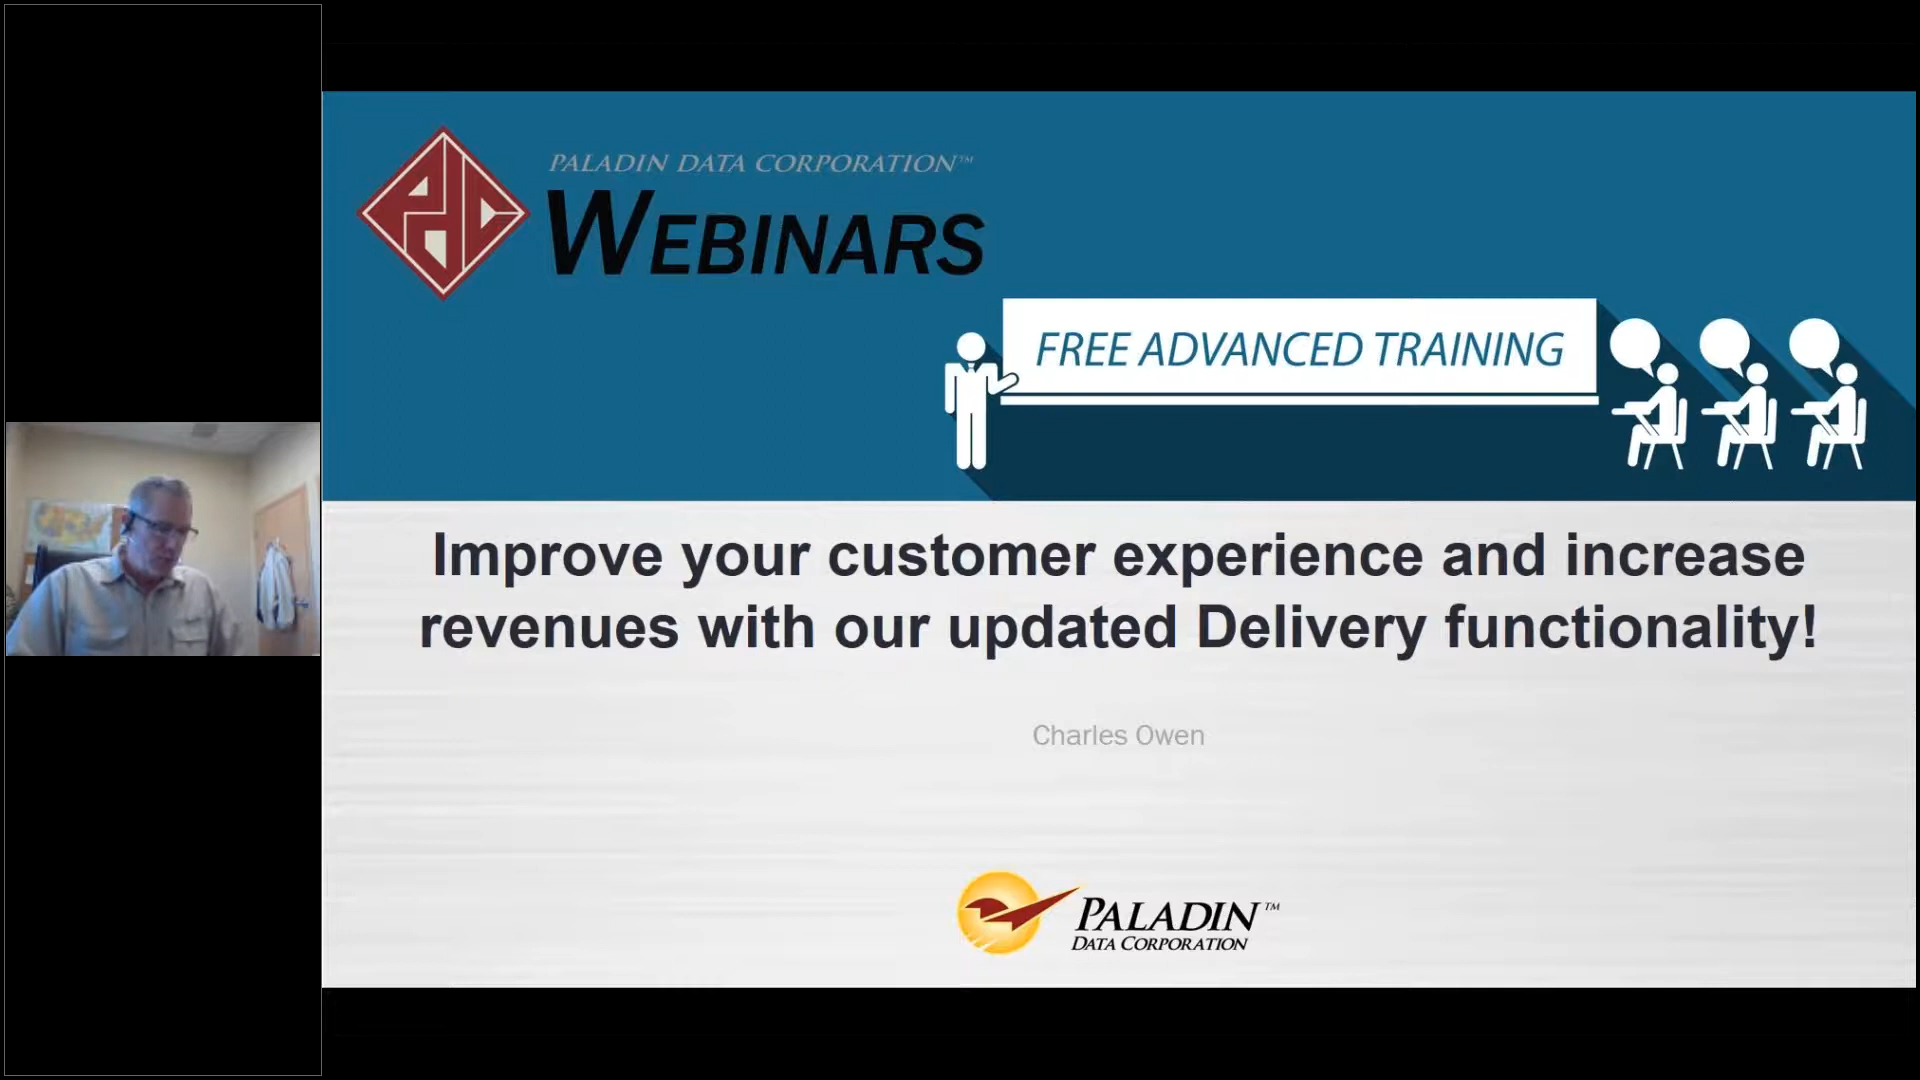 PALADIN DATA CORPORATION™
WEBINARS
FREE ADVANCED TRAINING
Improve your customer experience and increase
revenues with our updated Delivery functionality!
Charles Owen
PALADIN™
DATA CORPORATION